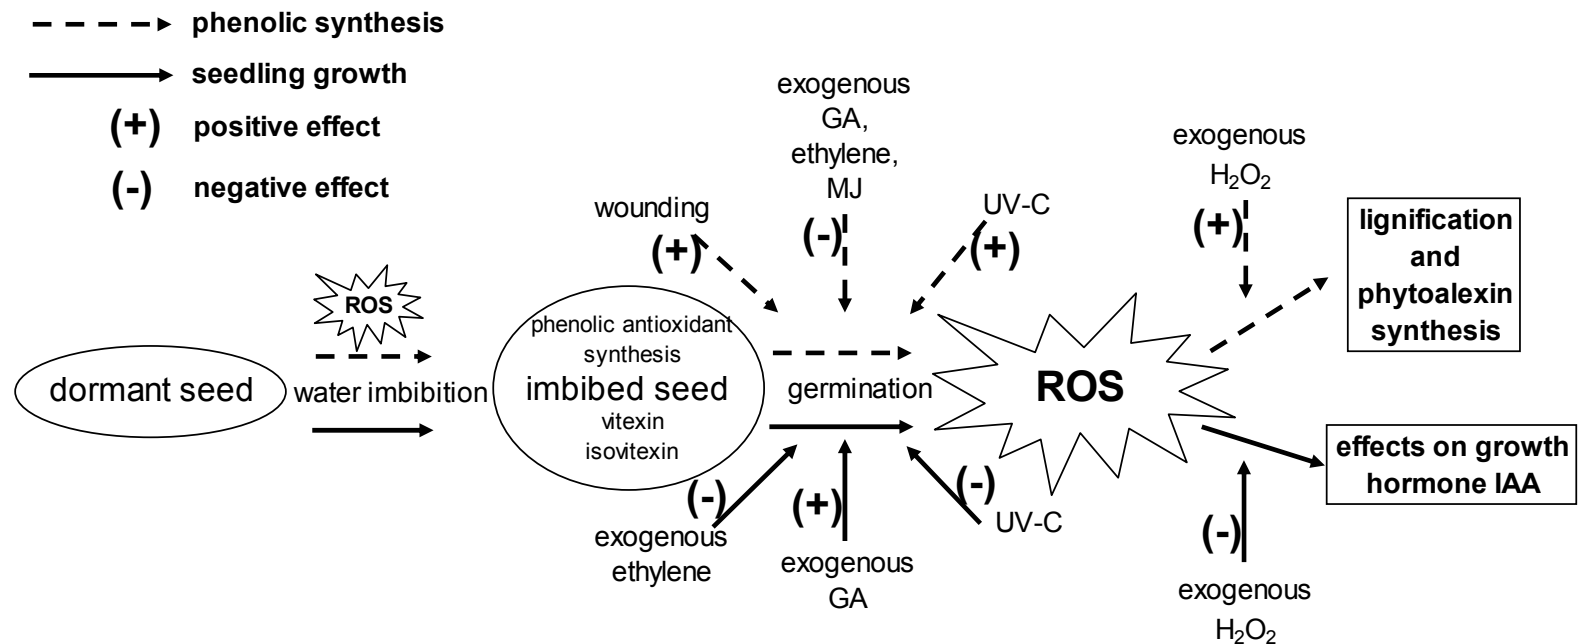 phenolic synthesis
seedling growth
(+) positive effect
(-) negative effect
exogenous
GA,
ethylene,
MJ
(-)
wounding
(+)
UV-C
(+)
exogenous
H₂O₂
(+)
lignification
and
phytoalexin
synthesis
ROS
dormant seed
water imbibition
phenolic antioxidant
synthesis
imbibed seed
vitexin
isovitexin
germination
ROS
effects on growth
hormone IAA
(-)
exogenous
ethylene
(+)
exogenous
GA
(-)
UV-C
(-)
exogenous
H₂O₂